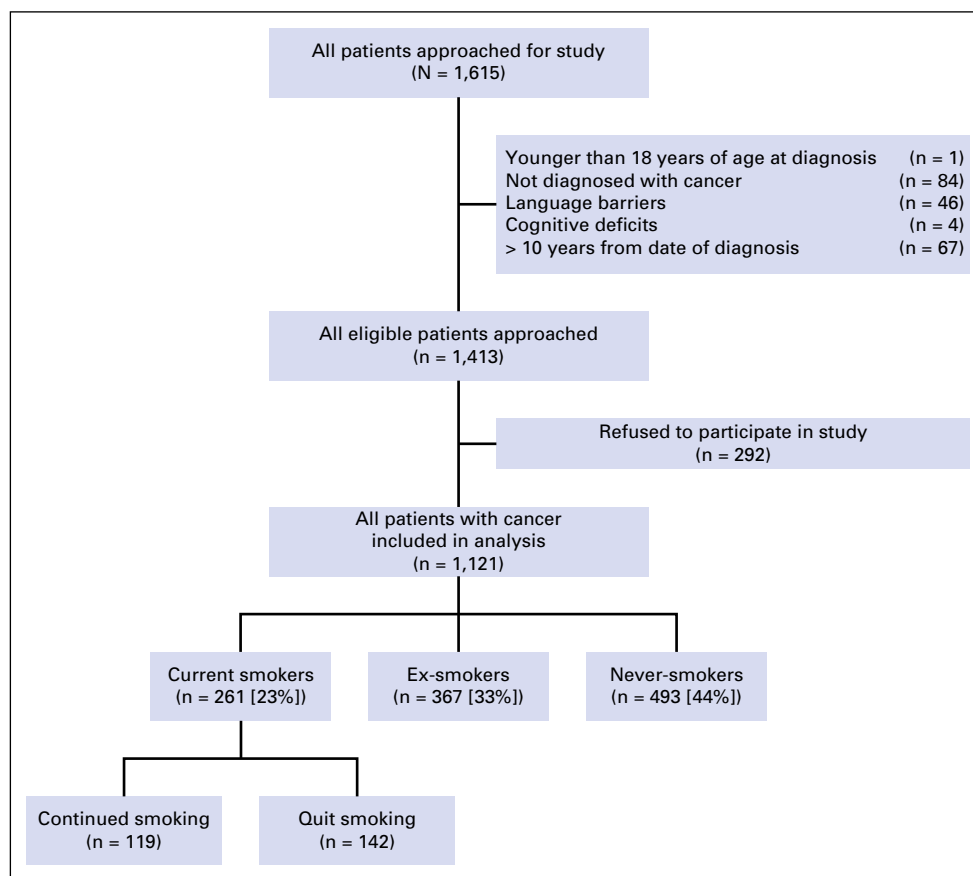 All patients approached for study
(N = 1,615)
Younger than 18 years of age at diagnosis (n = 1)
Not diagnosed with cancer (n = 84)
Language barriers (n = 46)
Cognitive deficits (n = 4)
> 10 years from date of diagnosis (n = 67)
All eligible patients approached
(n = 1,413)
Refused to participate in study
(n = 292)
All patients with cancer
included in analysis
(n = 1,121)
Current smokers
(n = 261 [23%])
Ex-smokers
(n = 367 [33%])
Never-smokers
(n = 493 [44%])
Continued smoking
(n = 119)
Quit smoking
(n = 142)